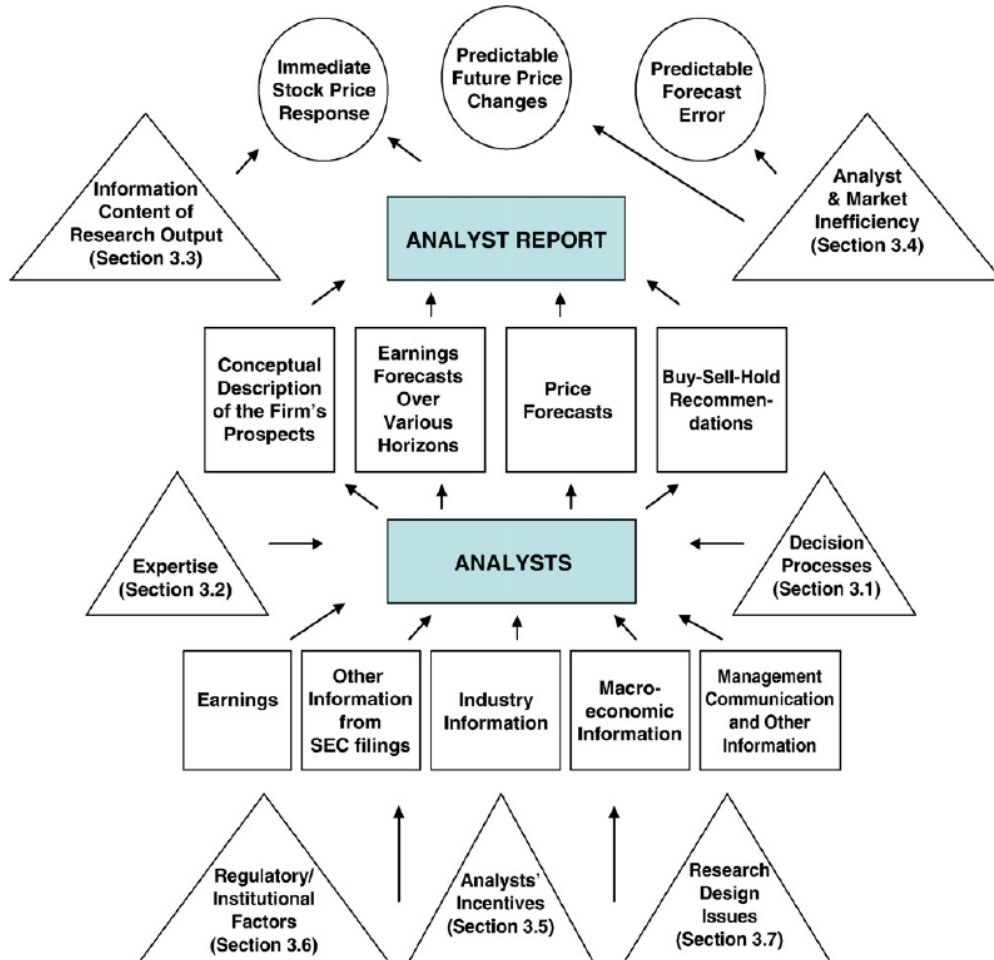 Immediate
Stock Price
Response
Predictable
Future Price
Changes
Predictable
Forecast
Error
Information
Content of
Research Output
(Section 3.3)
ANALYST REPORT
Analyst
& Market
Inefficiency
(Section 3.4)
Conceptual
Description
of the Firm's
Prospects
Earnings
Forecasts
Over
Various
Horizons
Price
Forecasts
Buy-Sell-Hold
Recommen-
dations
Expertise
(Section 3.2)
ANALYSTS
Decision
Processes
(Section 3.1)
Earnings
Other
Information
from
SEC filings
Industry
Information
Macro-
economic
Information
Management
Communication
and Other
Information
Regulatory/
Institutional
Factors
(Section 3.6)
Analysts'
Incentives
(Section 3.5)
Research
Design
Issues
(Section 3.7)